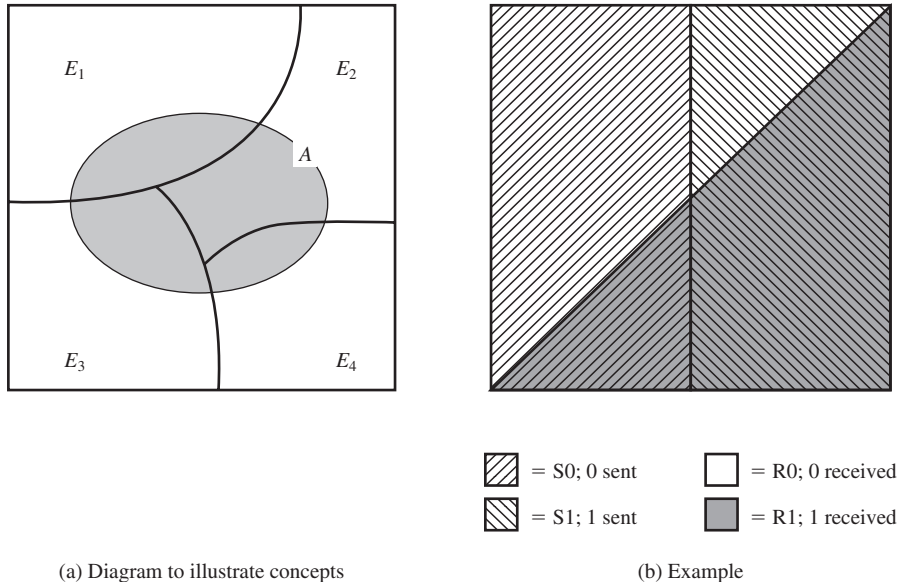 E₁
E₂
A
E₃
E₄
= S0; 0 sent
= R0; 0 received
= S1; 1 sent
= R1; 1 received
(a) Diagram to illustrate concepts
(b) Example